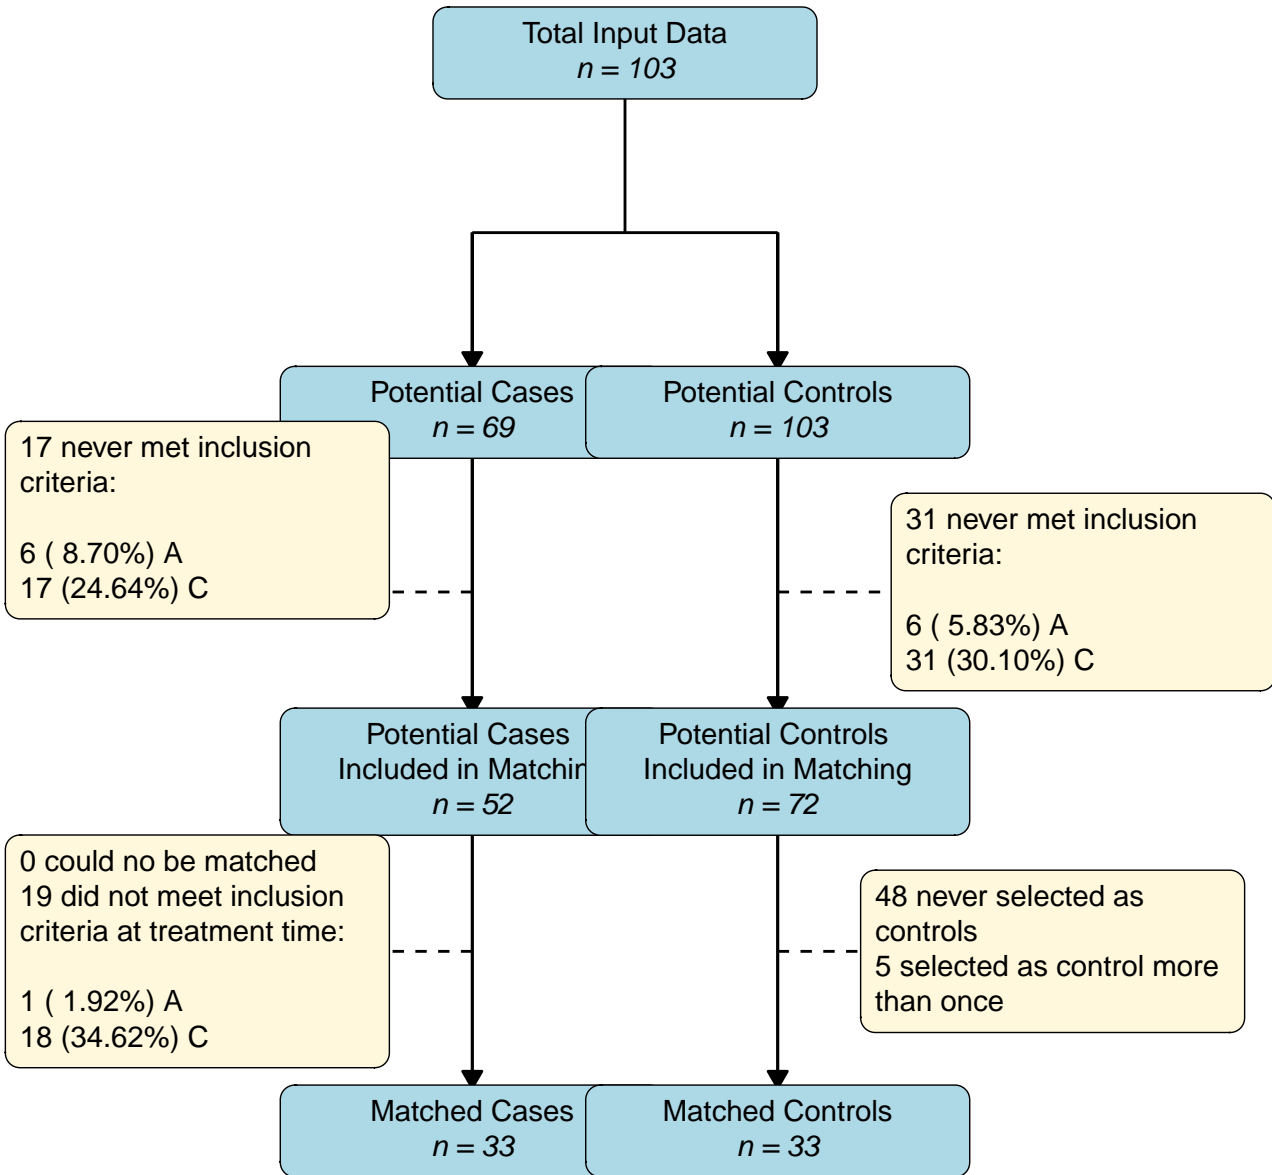 Total Input Data
n = 103
Potential Cases
n = 69
Potential Controls
n = 103
17 never met inclusion
criteria:
6 ( 8.70%) A
17 (24.64%) C
31 never met inclusion
criteria:
6 ( 5.83%) A
31 (30.10%) C
Potential Cases
Included in Matchin
n = 52
Potential Controls
Included in Matching
n = 72
0 could no be matched
19 did not meet inclusion
criteria at treatment time:
1 ( 1.92%) A
18 (34.62%) C
48 never selected as
controls
5 selected as control more
than once
Matched Cases
n = 33
Matched Controls
n = 33